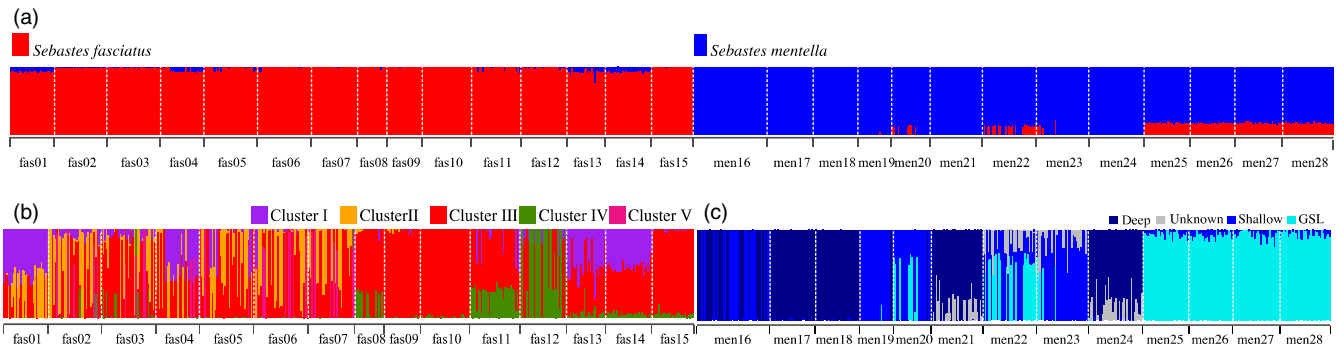 (a)
Sebastes fasciatus Sebastes mentella
fas01 fas02 fas03 fas04 fas05 fas06 fas07 fas08 fas09 fas10 fas11 fas12 fas13 fas14 fas15 men16 men17 men18 men19 men20 men21 men22 men23 men24 men25 men26 men27 men28
(b) Cluster I ClusterII Cluster III Cluster IV Cluster V
fas01 fas02 fas03 fas04 fas05 fas06 fas07 fas08 fas09 fas10 fas11 fas12 fas13 fas14 fas15
(c) Deep Unknown Shallow GSL
men16 men17 men18 men19 men20 men21 men22 men23 men24 men25 men26 men27 men28